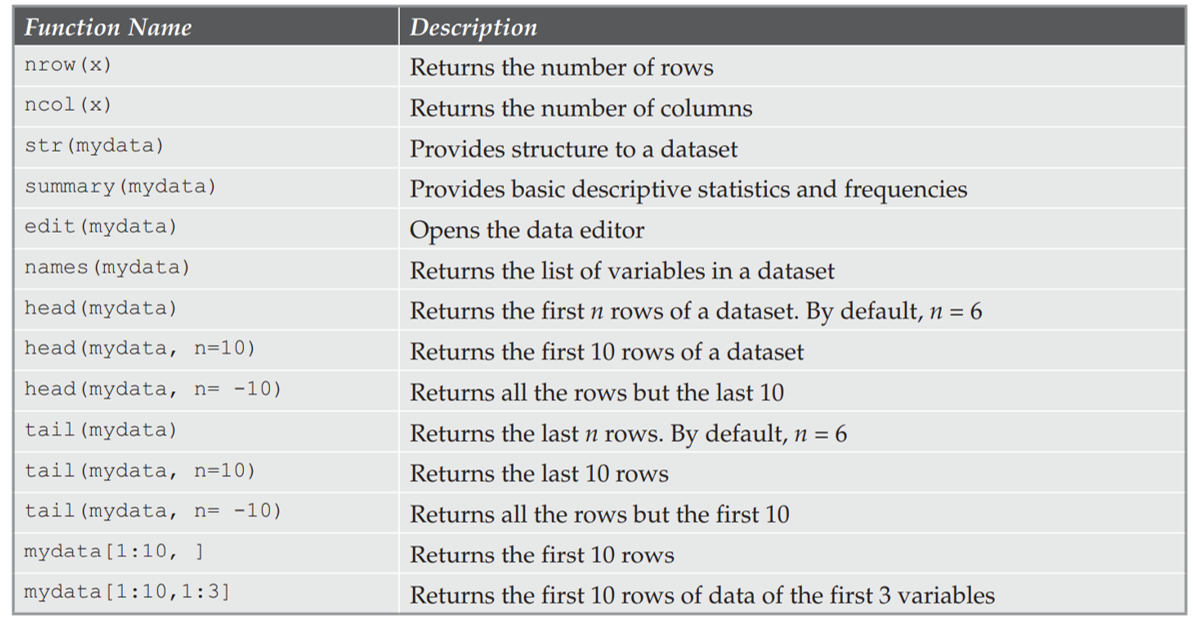 Function Name Description
nrow(x) Returns the number of rows
ncol(x) Returns the number of columns
str(mydata) Provides structure to a dataset
summary(mydata) Provides basic descriptive statistics and frequencies
edit(mydata) Opens the data editor
names(mydata) Returns the list of variables in a dataset
head(mydata) Returns the first n rows of a dataset. By default, n = 6
head(mydata, n=10) Returns the first 10 rows of a dataset
head(mydata, n= -10) Returns all the rows but the last 10
tail(mydata) Returns the last n rows. By default, n = 6
tail(mydata, n=10) Returns the last 10 rows
tail(mydata, n= -10) Returns all the rows but the first 10
mydata[1:10, ] Returns the first 10 rows
mydata[1:10,1:3] Returns the first 10 rows of data of the first 3 variables